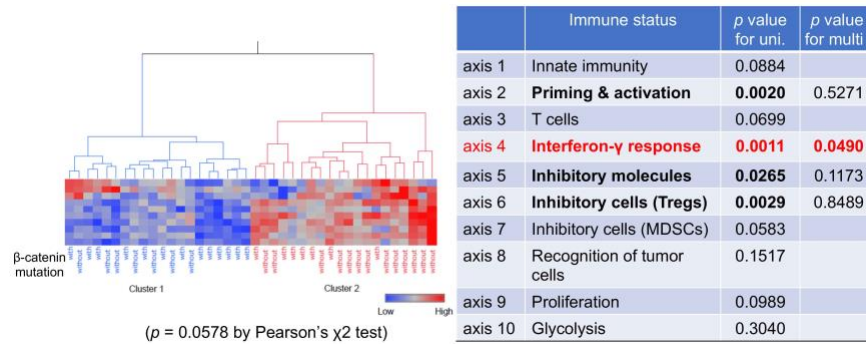 β-catenin
mutation
Cluster 1
Cluster 2
Low
High
(p = 0.0578 by Pearson's χ2 test)
Immune status
p value for uni.
p value for multi
axis 1 Innate immunity 0.0884
axis 2 Priming & activation 0.0020 0.5271
axis 3 T cells 0.0699
axis 4 Interferon-γ response 0.0011 0.0490
axis 5 Inhibitory molecules 0.0265 0.1173
axis 6 Inhibitory cells (Tregs) 0.0029 0.8489
axis 7 Inhibitory cells (MDSCs) 0.0583
axis 8 Recognition of tumor cells 0.1517
axis 9 Proliferation 0.0989
axis 10 Glycolysis 0.3040